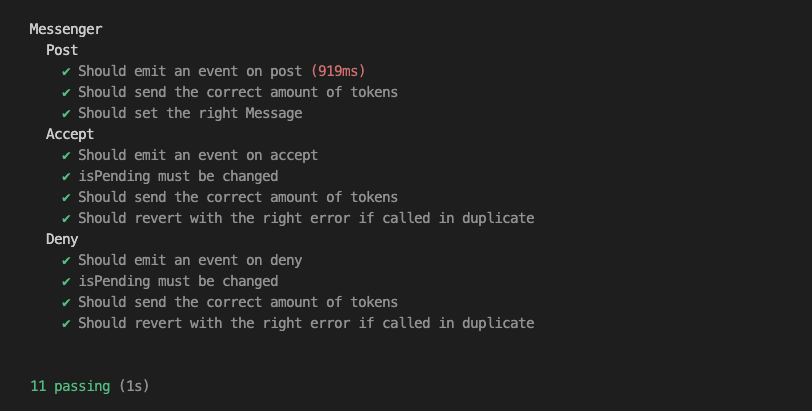 Messenger
Post
✔ Should emit an event on post (919ms)
✔ Should send the correct amount of tokens
✔ Should set the right Message
Accept
✔ Should emit an event on accept
✔ isPending must be changed
✔ Should send the correct amount of tokens
✔ Should revert with the right error if called in duplicate
Deny
✔ Should emit an event on deny
✔ isPending must be changed
✔ Should send the correct amount of tokens
✔ Should revert with the right error if called in duplicate
11 passing (1s)